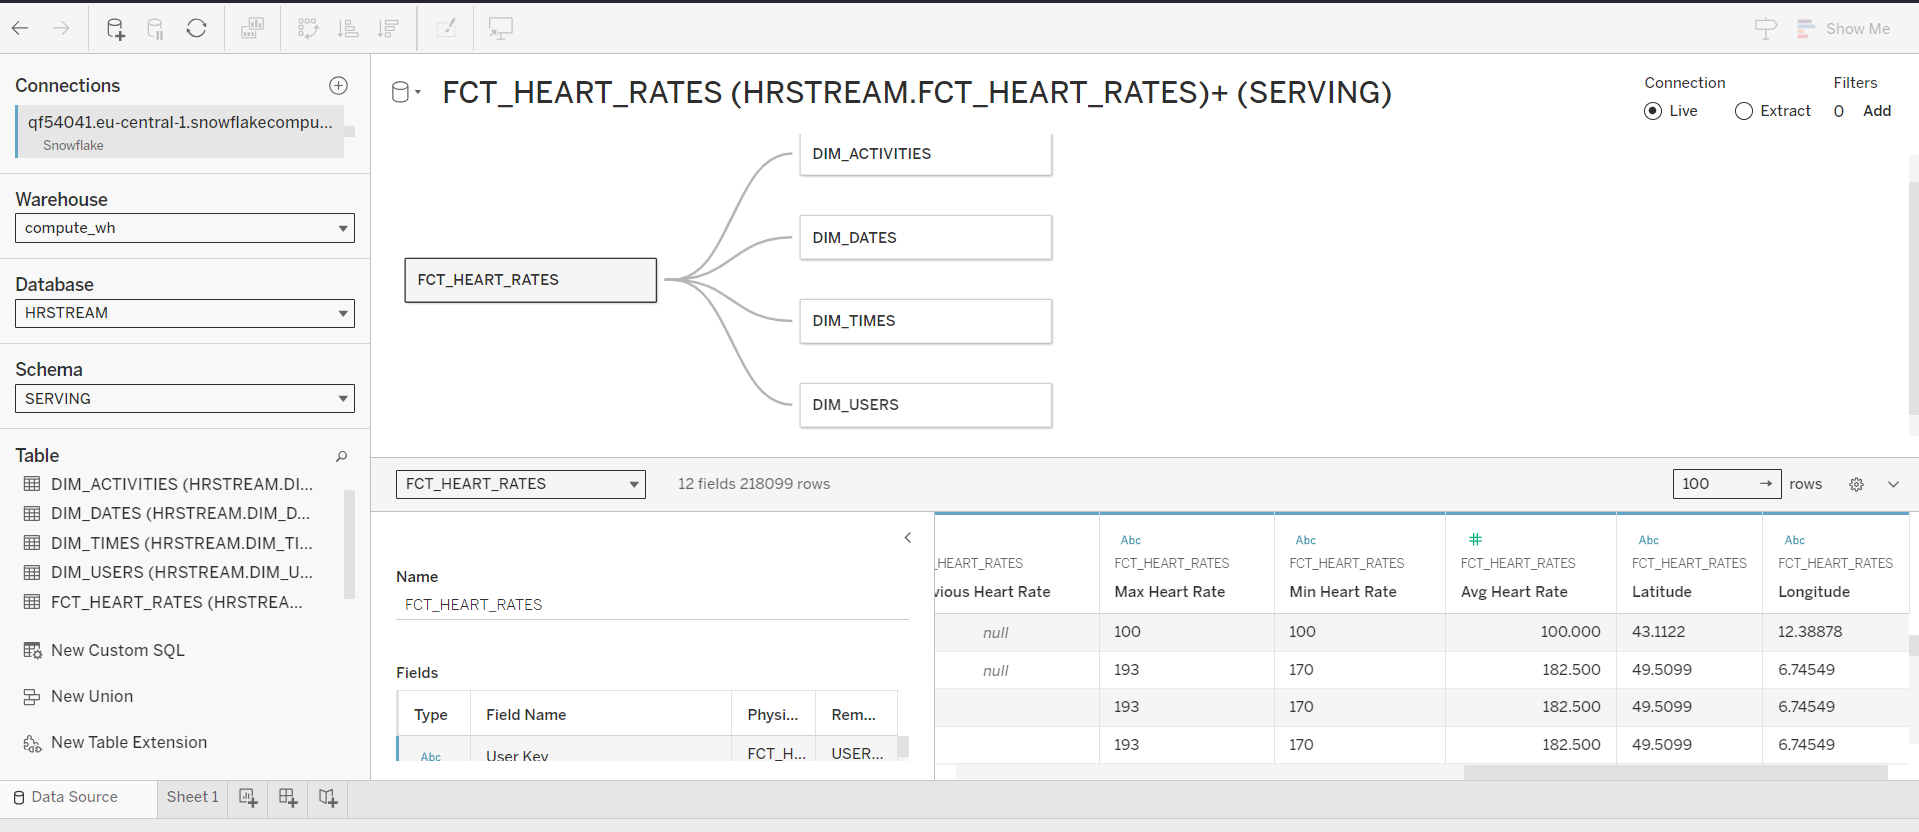 Show Me
Connections
qf54041.eu-central-1.snowflakecompu...
Snowflake
Warehouse
compute_wh
Database
HRSTREAM
Schema
SERVING
Table
DIM_ACTIVITIES (HRSTREAM.DI...
DIM_DATES (HRSTREAM.DIM_D...
DIM_TIMES (HRSTREAM.DIM_TI...
DIM_USERS (HRSTREAM.DIM_U...
FCT_HEART_RATES (HRSTREA...
New Custom SQL
New Union
New Table Extension
FCT_HEART_RATES (HRSTREAM.FCT_HEART_RATES)+ (SERVING)
Connection
Live Extract
Filters
0 Add
DIM_ACTIVITIES
DIM_DATES
FCT_HEART_RATES
DIM_TIMES
DIM_USERS
FCT_HEART_RATES 12 fields 218099 rows 100 rows
Name
FCT_HEART_RATES
Fields
Type Field Name Physi... Rem...
Abc User Key FCT_H... USER...
Abc Abc Abc Abc
_HEART_RATES FCT_HEART_RATES FCT_HEART_RATES FCT_HEART_RATES FCT_HEART_RATES FCT_HEART_RATES
vious Heart Rate Max Heart Rate Min Heart Rate Avg Heart Rate Latitude Longitude
null 100 100 100.000 43.1122 12.38878
null 193 170 182.500 49.5099 6.74549
193 170 182.500 49.5099 6.74549
193 170 182.500 49.5099 6.74549
Data Source Sheet 1